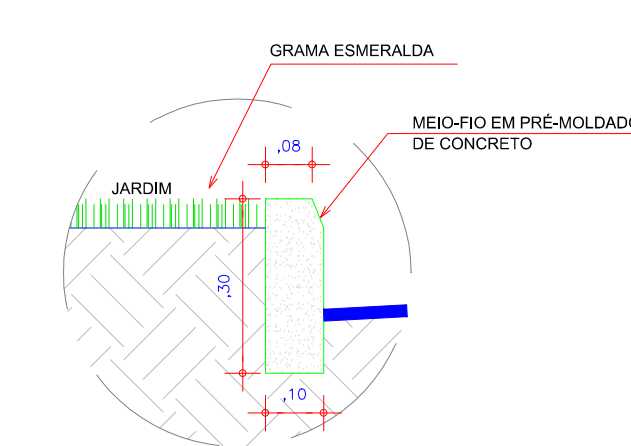 GRAMA ESMERALDA
MEIO-FIO EM PRÉ-MOLDADO
DE CONCRETO
,08
JARDIM
,30
,10